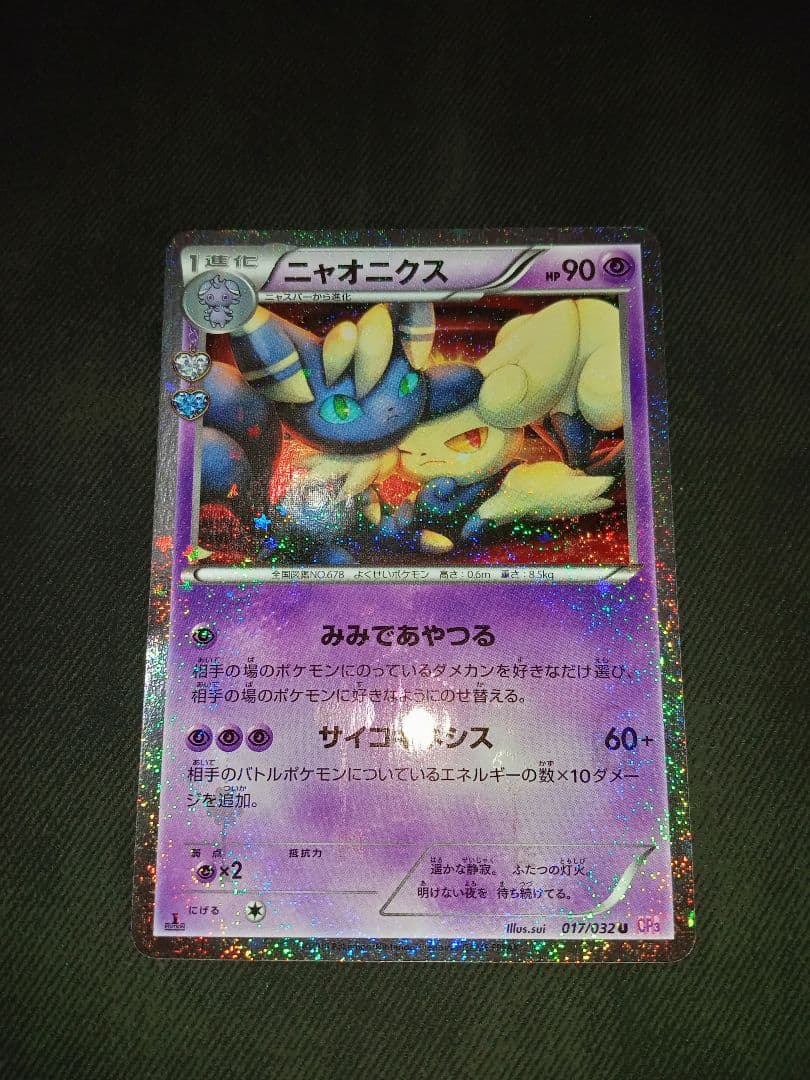 1進化 ニャオニクス HP90
ニャスパーから進化
全国図鑑NO.678 よくせいポケモン 高さ:0.6m 重さ:8.5kg
みみであやつる
相手の場のポケモンにのっているダメカンを好きなだけ選び、
相手の場のポケモンに好きなようにのせ替える。
サイコキネシス 60+
相手のバトルポケモンについているエネルギーの数×10ダメー
ジを追加。
弱点 抵抗力
×2
遥かな静寂。 ふたつの灯火。
明けない夜を 待ち続けてる。
にげる
Illus.sui 017/032 U CP3